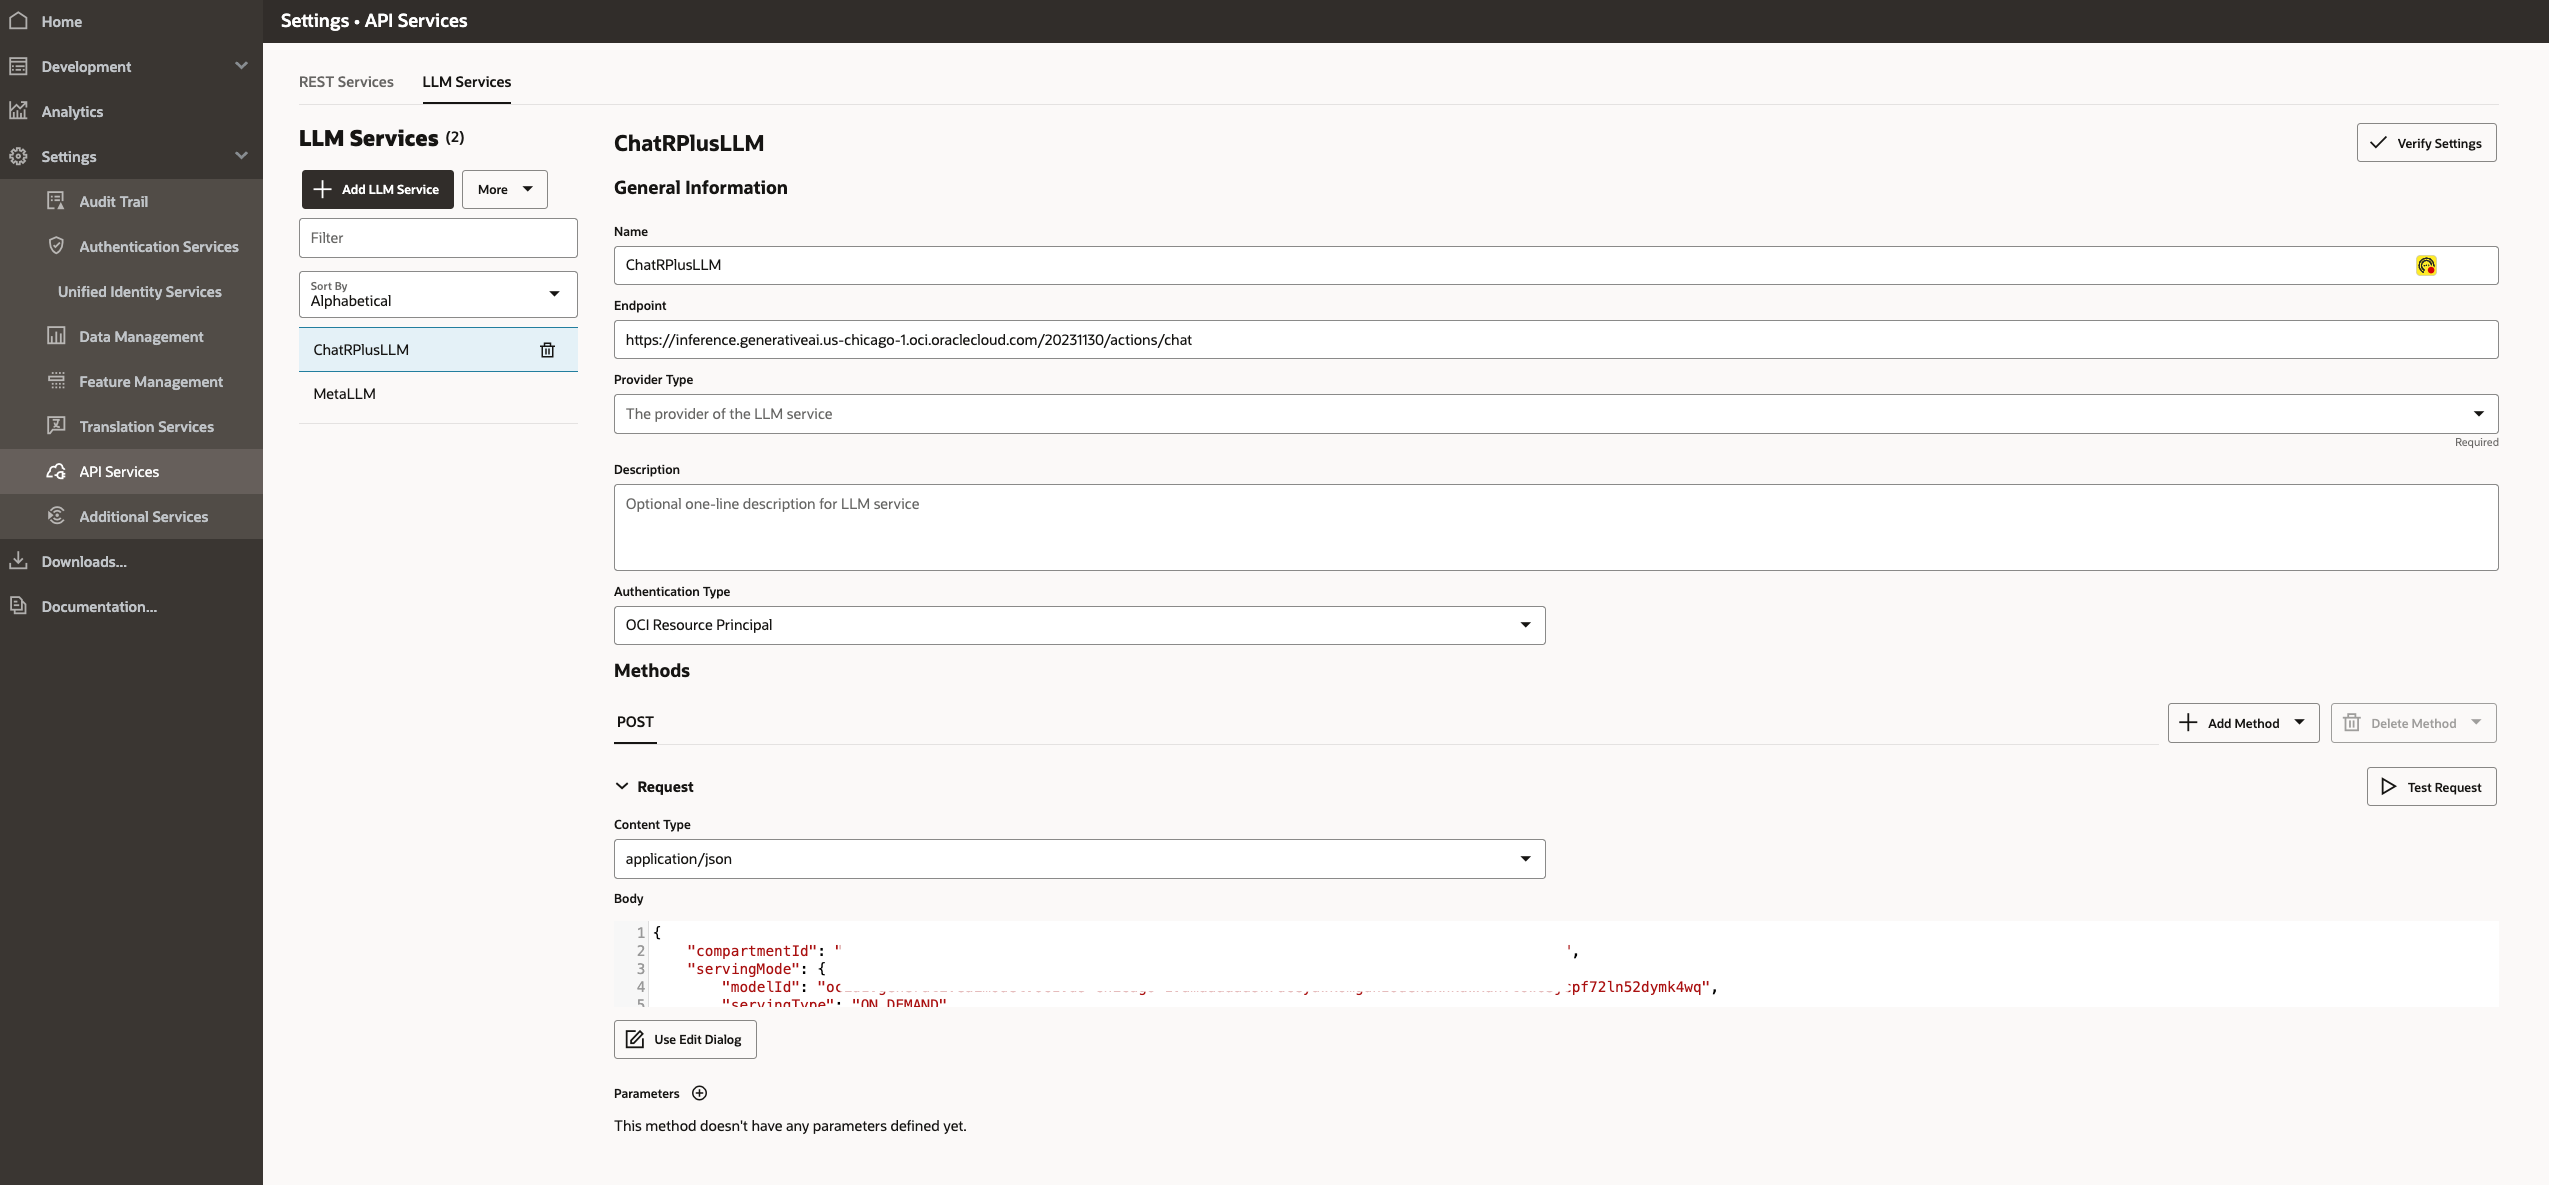 Home
Development
Analytics
Settings
Audit Trail
Authentication Services
Unified Identity Services
Data Management
Feature Management
Translation Services
API Services
Additional Services
Downloads...
Documentation...
Settings • API Services
REST Services
LLM Services
LLM Services (2)
Add LLM Service
More
Filter
Sort By
Alphabetical
ChatRPlusLLM
MetaLLM
ChatRPlusLLM
Verify Settings
General Information
Name
ChatRPlusLLM
Endpoint
https://inference.generativeai.us-chicago-1.oci.oraclecloud.com/20231130/actions/chat
Provider Type
The provider of the LLM service
Required
Description
Optional one-line description for LLM service
Authentication Type
OCI Resource Principal
Methods
POST
Add Method
Delete Method
Request
Test Request
Content Type
application/json
Body
1 {
2 "compartmentId": " ",
3 "servingMode": {
4 "modelId": "oc pf72ln52dymk4wq",
5 "servingType": "ON_DEMAND"
Use Edit Dialog
Parameters
This method doesn't have any parameters defined yet.